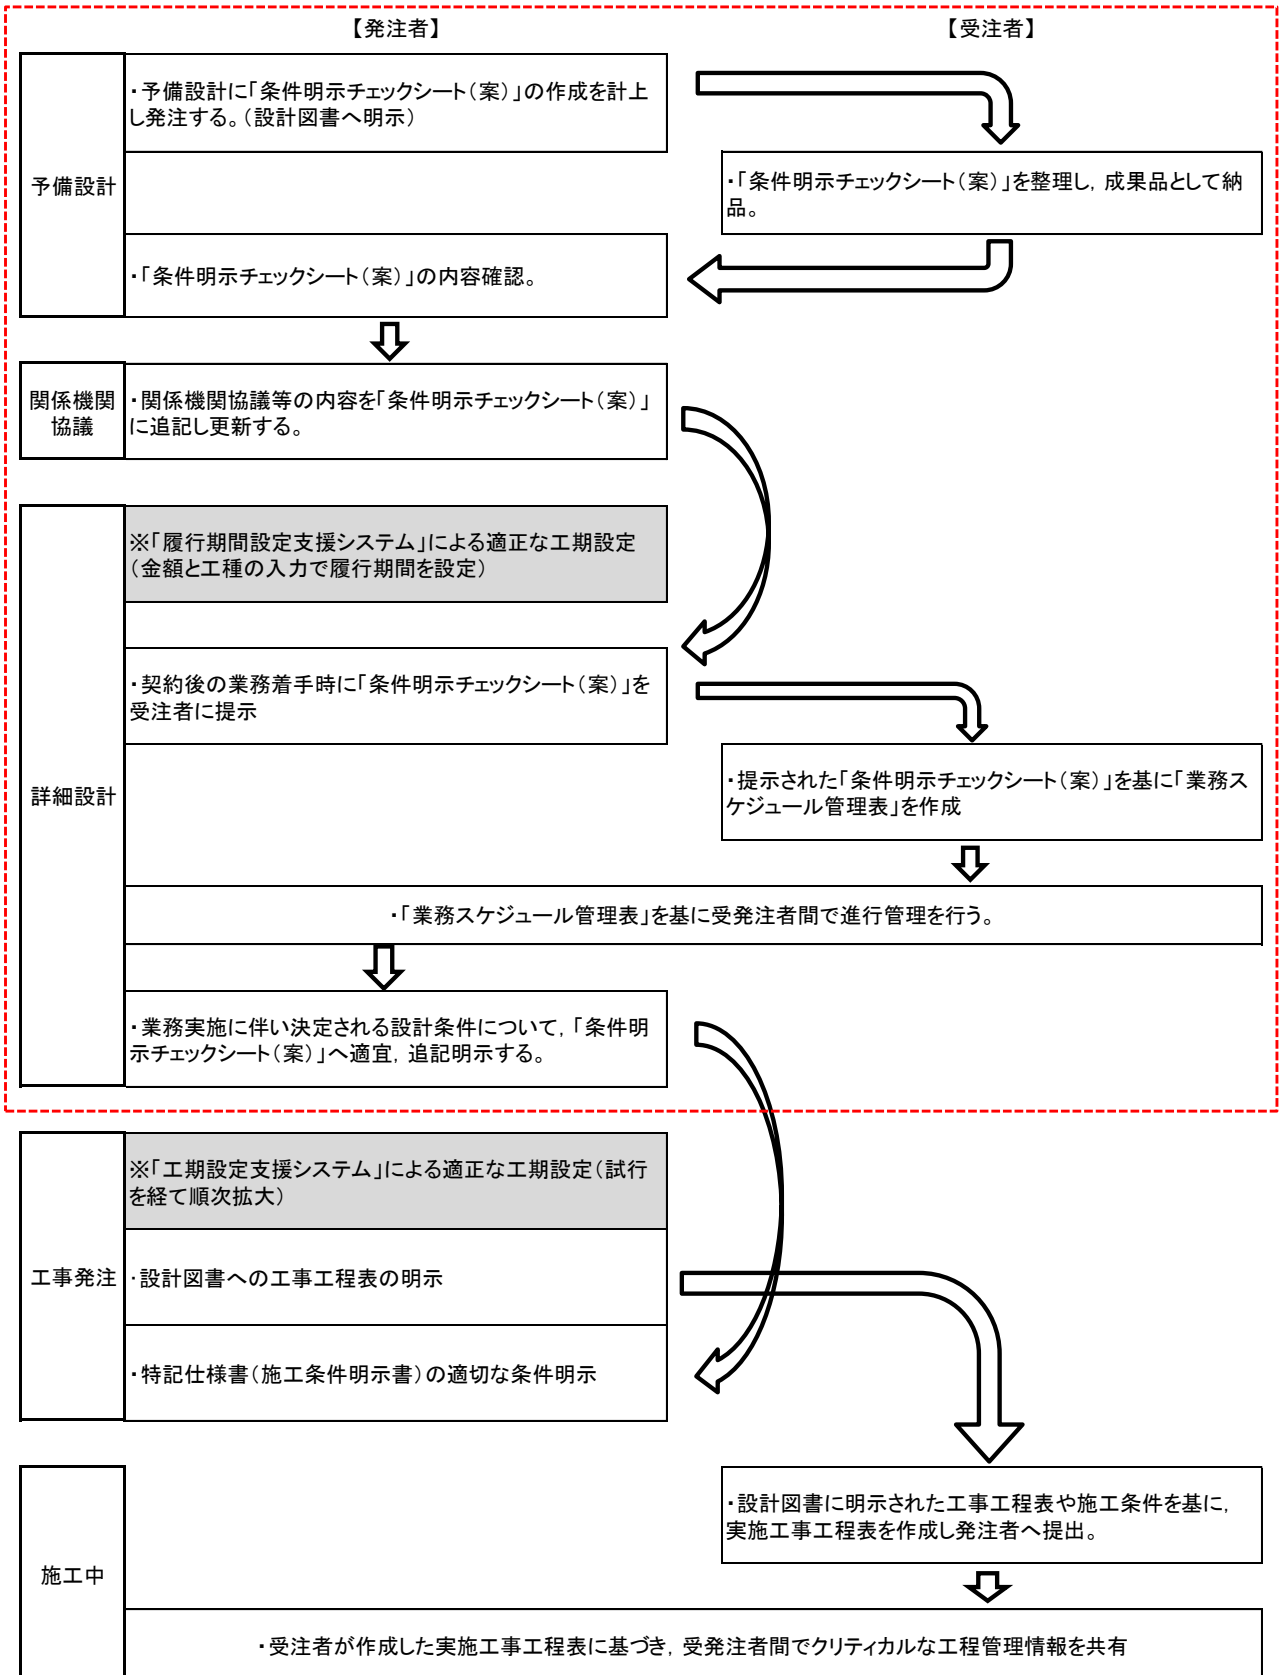 【発注者】
【受注者】
予備設計
・予備設計に「条件明示チェックシート（案）」の作成を計上
し発注する。（設計図書へ明示）
・「条件明示チェックシート（案）」を整理し，成果品として納
品。
・「条件明示チェックシート（案）」の内容確認。
関係機関
協議
・関係機関協議等の内容を「条件明示チェックシート（案）」
に追記し更新する。
詳細設計
※「履行期間設定支援システム」による適正な工期設定
（金額と工種の入力で履行期間を設定）
・契約後の業務着手時に「条件明示チェックシート（案）」を
受注者に提示
・提示された「条件明示チェックシート（案）」を基に「業務ス
ケジュール管理表」を作成
・「業務スケジュール管理表」を基に受発注者間で進行管理を行う。
・業務実施に伴い決定される設計条件について，「条件明
示チェックシート（案）」へ適宜，追記明示する。
工事発注
※「工期設定支援システム」による適正な工期設定（試行
を経て順次拡大）
・設計図書への工事工程表の明示
・特記仕様書（施工条件明示書）の適切な条件明示
施工中
・設計図書に明示された工事工程表や施工条件を基に，
実施工事工程表を作成し発注者へ提出。
・受注者が作成した実施工事工程表に基づき，受発注者間でクリティカルな工程管理情報を共有